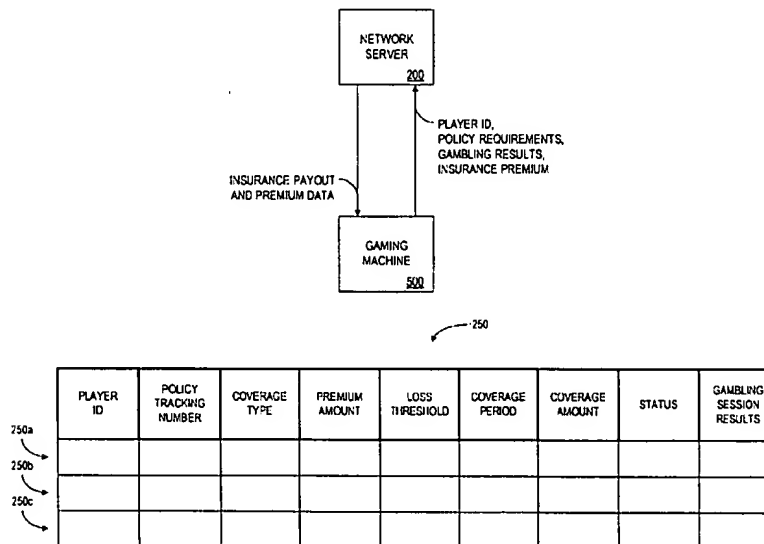 NETWORK
SERVER
200
PLAYER ID,
POLICY REQUIREMENTS,
GAMBLING RESULTS,
INSURANCE PREMIUM
INSURANCE PAYOUT
AND PREMIUM DATA
GAMING
MACHINE
500
250
PLAYER
ID
POLICY
TRACKING
NUMBER
COVERAGE
TYPE
PREMIUM
AMOUNT
LOSS
THRESHOLD
COVERAGE
PERIOD
COVERAGE
AMOUNT
STATUS
GAMBLING
SESSION
RESULTS
250a
250b
250c